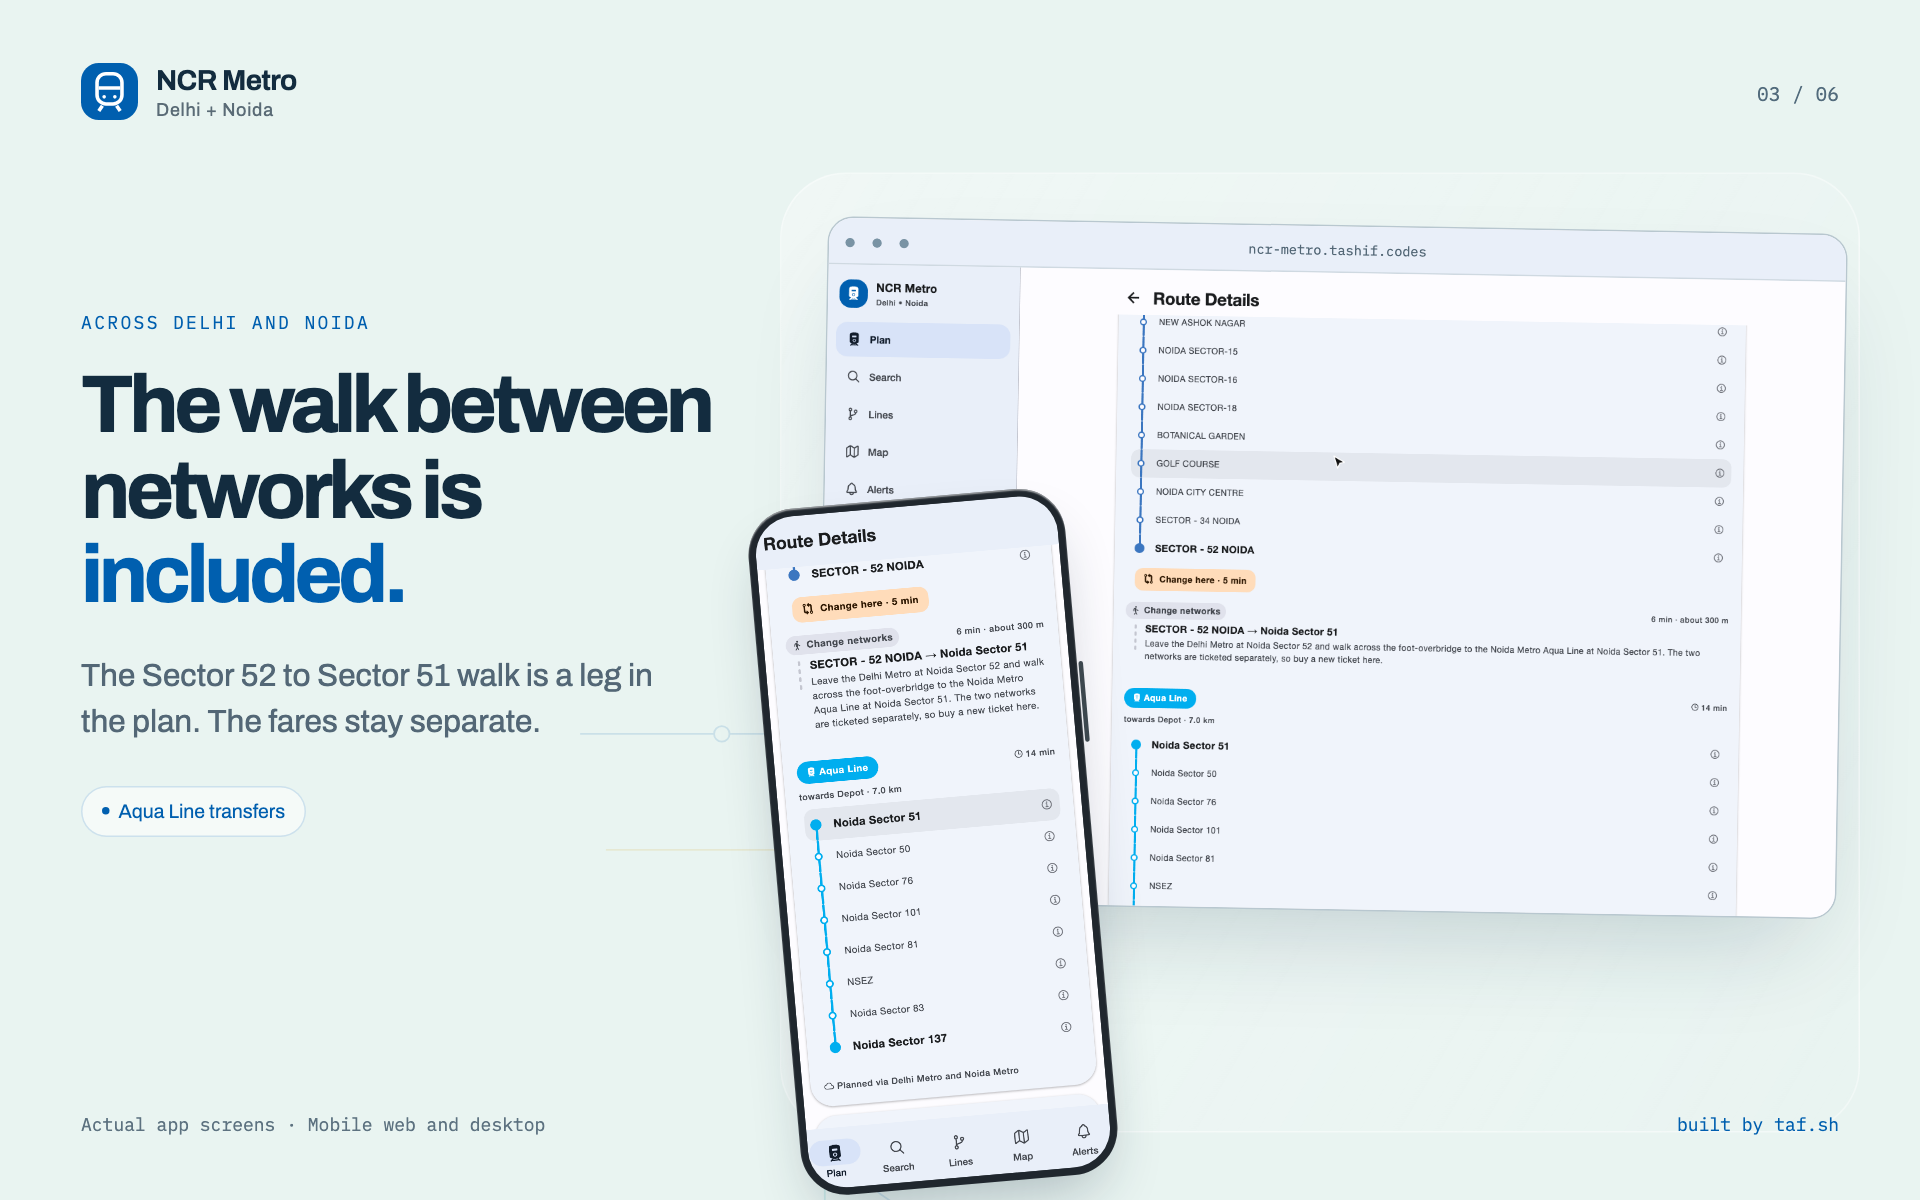 NCR Metro
Delhi + Noida
03 / 06
ACROSS DELHI AND NOIDA
The walk between
networks is
included.
The Sector 52 to Sector 51 walk is a leg in
the plan. The fares stay separate.
Aqua Line transfers
ncr-metro.tashif.codes
NCR Metro
Delhi • Noida
Plan
Search
Lines
Map
Alerts
Route Details
NEW ASHOK NAGAR
NOIDA SECTOR-15
NOIDA SECTOR-16
NOIDA SECTOR-18
BOTANICAL GARDEN
GOLF COURSE
NOIDA CITY CENTRE
SECTOR - 34 NOIDA
SECTOR - 52 NOIDA
Change here · 5 min
Change networks
6 min · about 300 m
SECTOR - 52 NOIDA → Noida Sector 51
Leave the Delhi Metro at Noida Sector 52 and walk across the foot-overbridge to the Noida Metro Aqua Line at Noida Sector 51. The two
networks are ticketed separately, so buy a new ticket here.
Aqua Line
14 min
towards Depot · 7.0 km
Noida Sector 51
Noida Sector 50
Noida Sector 76
Noida Sector 101
Noida Sector 81
NSEZ
Route Details
SECTOR - 52 NOIDA
Change here · 5 min
Change networks
6 min · about 300 m
SECTOR - 52 NOIDA → Noida Sector 51
Leave the Delhi Metro at Noida Sector 52 and walk
across the foot-overbridge to the Noida Metro
Aqua Line at Noida Sector 51. The two networks
are ticketed separately, so buy a new ticket here.
Aqua Line
14 min
towards Depot · 7.0 km
Noida Sector 51
Noida Sector 50
Noida Sector 76
Noida Sector 101
Noida Sector 81
NSEZ
Noida Sector 83
Noida Sector 137
Planned via Delhi Metro and Noida Metro
Plan
Search
Lines
Map
Alerts
Actual app screens · Mobile web and desktop
built by taf.sh